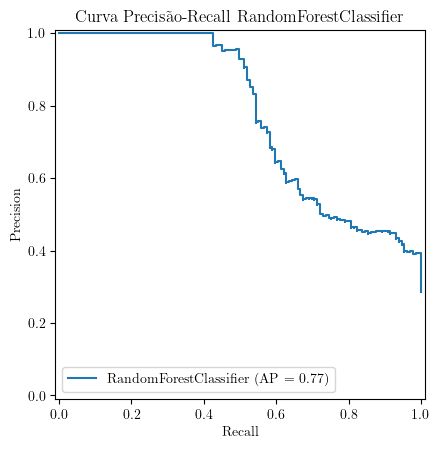 Curva Precisão-Recall RandomForestClassifier
1.0
0.8
0.6
0.4
0.2
0.0
Precision
RandomForestClassifier (AP = 0.77)
0.0 0.2 0.4 0.6 0.8 1.0
Recall